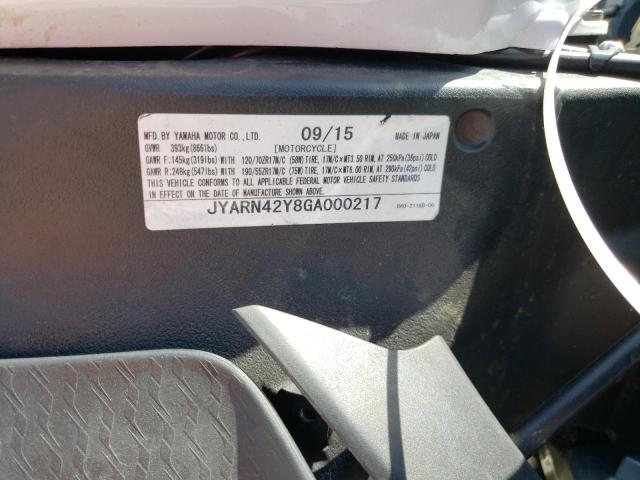 MFD. BY YAMAHA MOTOR CO., LTD. 09/15 MADE IN JAPAN
GVWR 393kg(866lbs) [MOTORCYCLE]
GAWR F:145kg(319lbs) WITH 120/70ZR17M/C (58W)TIRE, 17M/C×MT3.50 RIM, AT 250kPa(36psi) COLD
GAWR R:248kg(547lbs) WITH 190/55ZR17M/C (75W)TIRE, 17M/C×MT6.00 RIM, AT 290kPa(42psi) COLD
THIS VEHICLE CONFORMS TO ALL APPLICABLE FEDERAL MOTOR VEHICLE SAFETY STANDARDS
IN EFFECT ON THE DATE OF MANUFACTURE SHOWN ABOVE.
JYARN42Y8GA000217